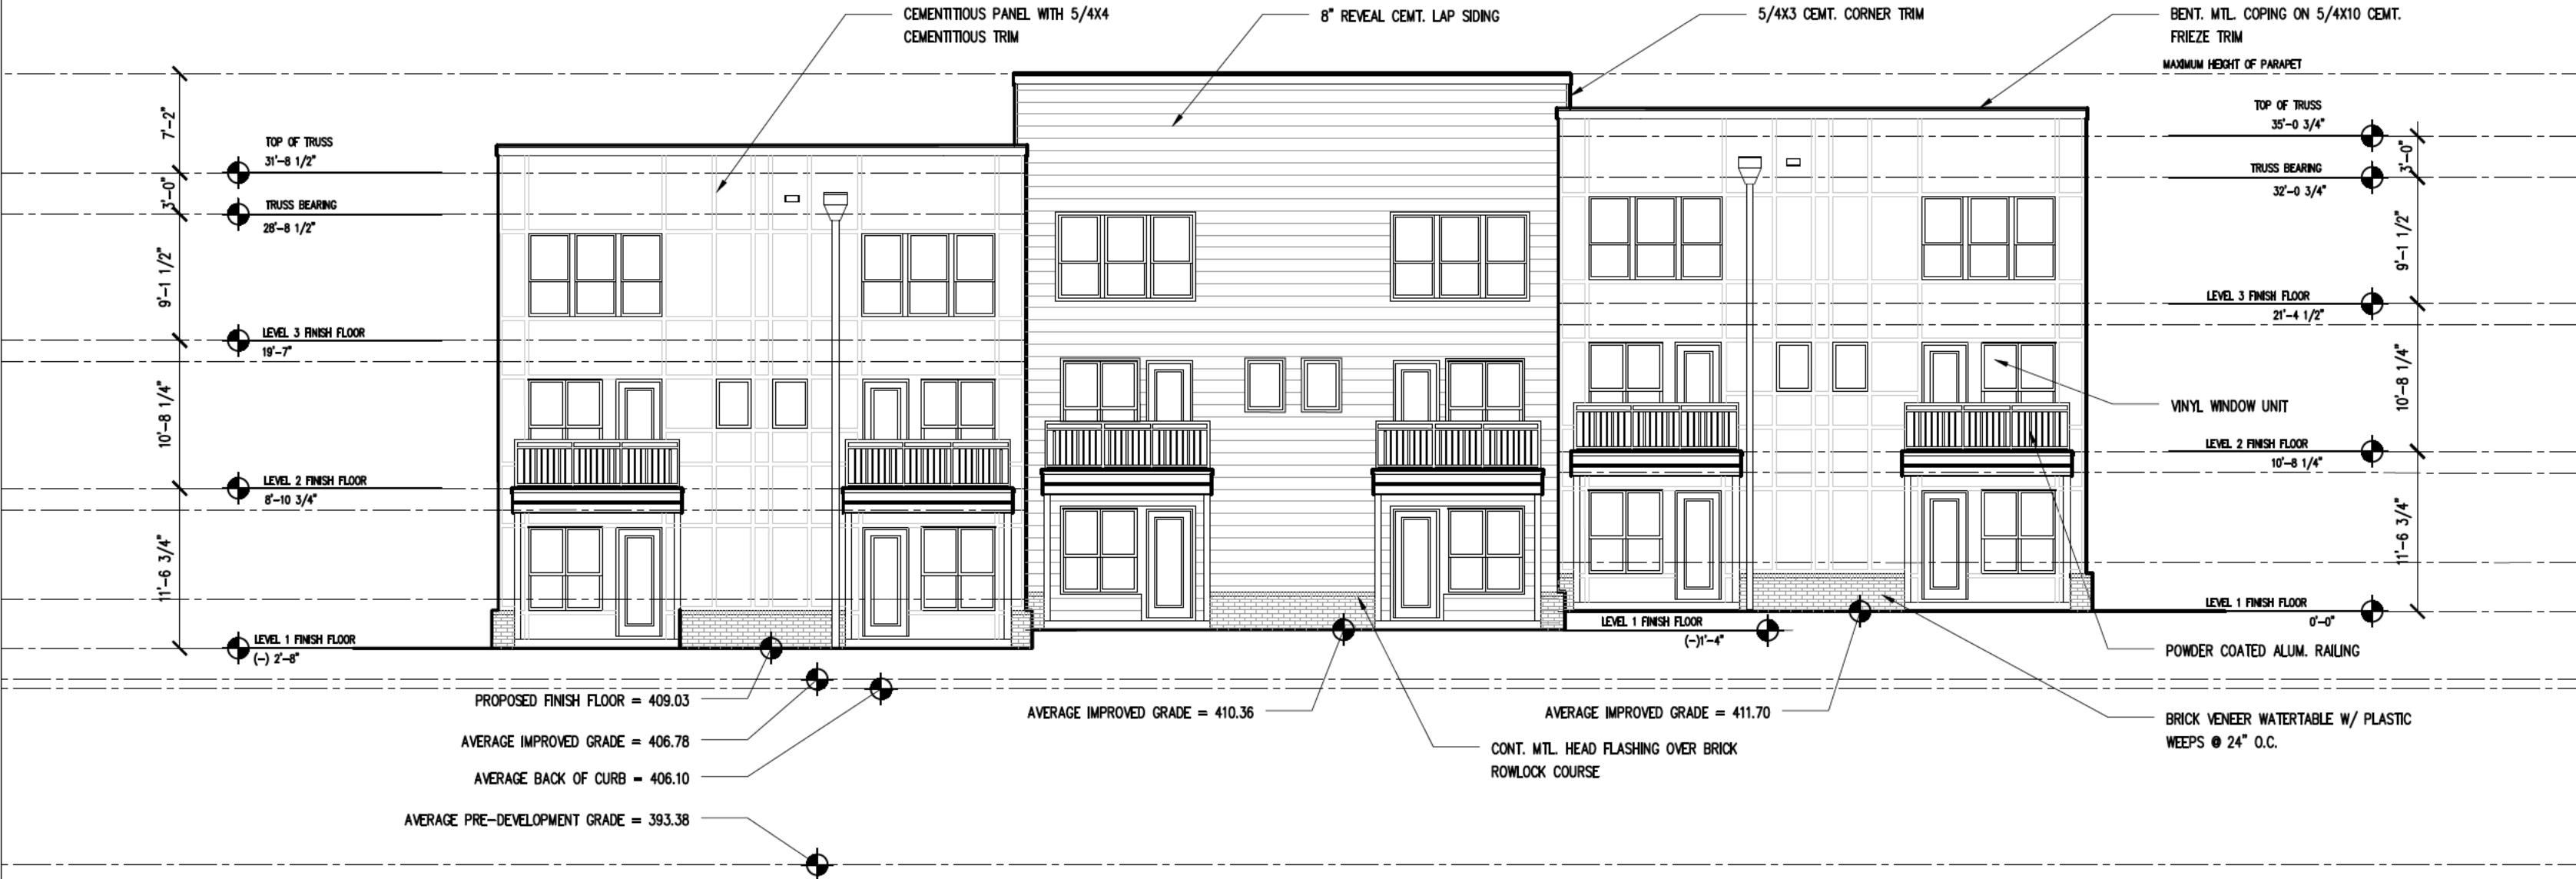 CEMENTITIOUS PANEL WITH 5/4X4
CEMENTITIOUS TRIM
8" REVEAL CEMT. LAP SIDING
5/4X3 CEMT. CORNER TRIM
BENT. MTL. COPING ON 5/4X10 CEMT.
FRIEZE TRIM
MAXIMUM HEIGHT OF PARAPET
7'-2"
3'-0"
9'-1 1/2"
10'-8 1/4"
11'-6 3/4"
TOP OF TRUSS
31'-8 1/2"
TRUSS BEARING
28'-8 1/2"
LEVEL 3 FINISH FLOOR
19'-7"
LEVEL 2 FINISH FLOOR
8'-10 3/4"
LEVEL 1 FINISH FLOOR
(-) 2'-8"
TOP OF TRUSS
35'-0 3/4"
TRUSS BEARING
32'-0 3/4"
LEVEL 3 FINISH FLOOR
21'-4 1/2"
VINYL WINDOW UNIT
LEVEL 2 FINISH FLOOR
10'-8 1/4"
LEVEL 1 FINISH FLOOR
0'-0"
3'-0"
9'-1 1/2"
10'-8 1/4"
11'-6 3/4"
LEVEL 1 FINISH FLOOR
(-)1'-4"
POWDER COATED ALUM. RAILING
PROPOSED FINISH FLOOR = 409.03
AVERAGE IMPROVED GRADE = 406.78
AVERAGE BACK OF CURB = 406.10
AVERAGE PRE-DEVELOPMENT GRADE = 393.38
AVERAGE IMPROVED GRADE = 410.36
AVERAGE IMPROVED GRADE = 411.70
CONT. MTL. HEAD FLASHING OVER BRICK
ROWLOCK COURSE
BRICK VENEER WATERTABLE W/ PLASTIC
WEEPS @ 24" O.C.